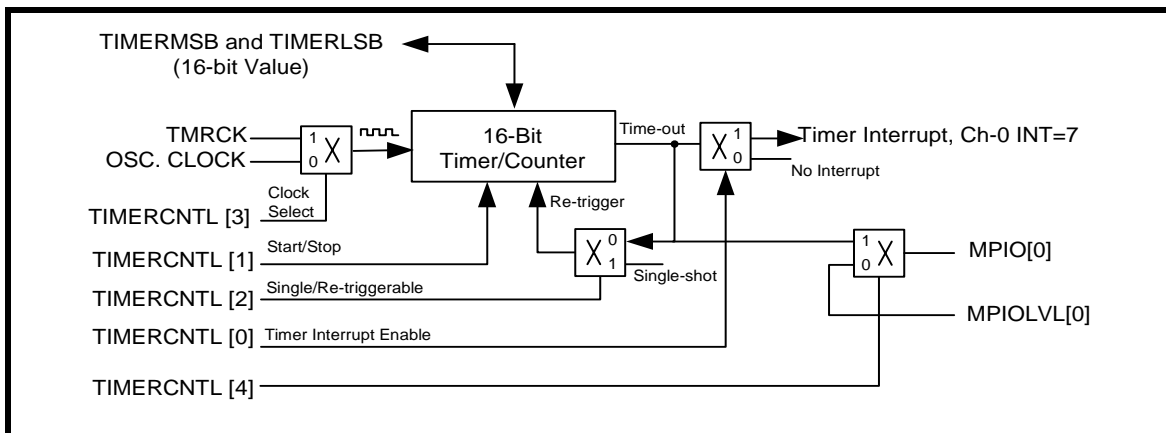 TIMERMSB and TIMERLSB
(16-bit Value)
TMRCK
OSC. CLOCK
1
0
X
Clock
Select
TIMERCNTL [3]
16-Bit
Timer/Counter
Time-out
X
1
0
Timer Interrupt, Ch-0 INT=7
No Interrupt
Re-trigger
TIMERCNTL [1]
Start/Stop
X
0
1
Single-shot
1
0
X
MPIO[0]
TIMERCNTL [2]
Single/Re-triggerable
MPIOLVL[0]
TIMERCNTL [0]
Timer Interrupt Enable
TIMERCNTL [4]